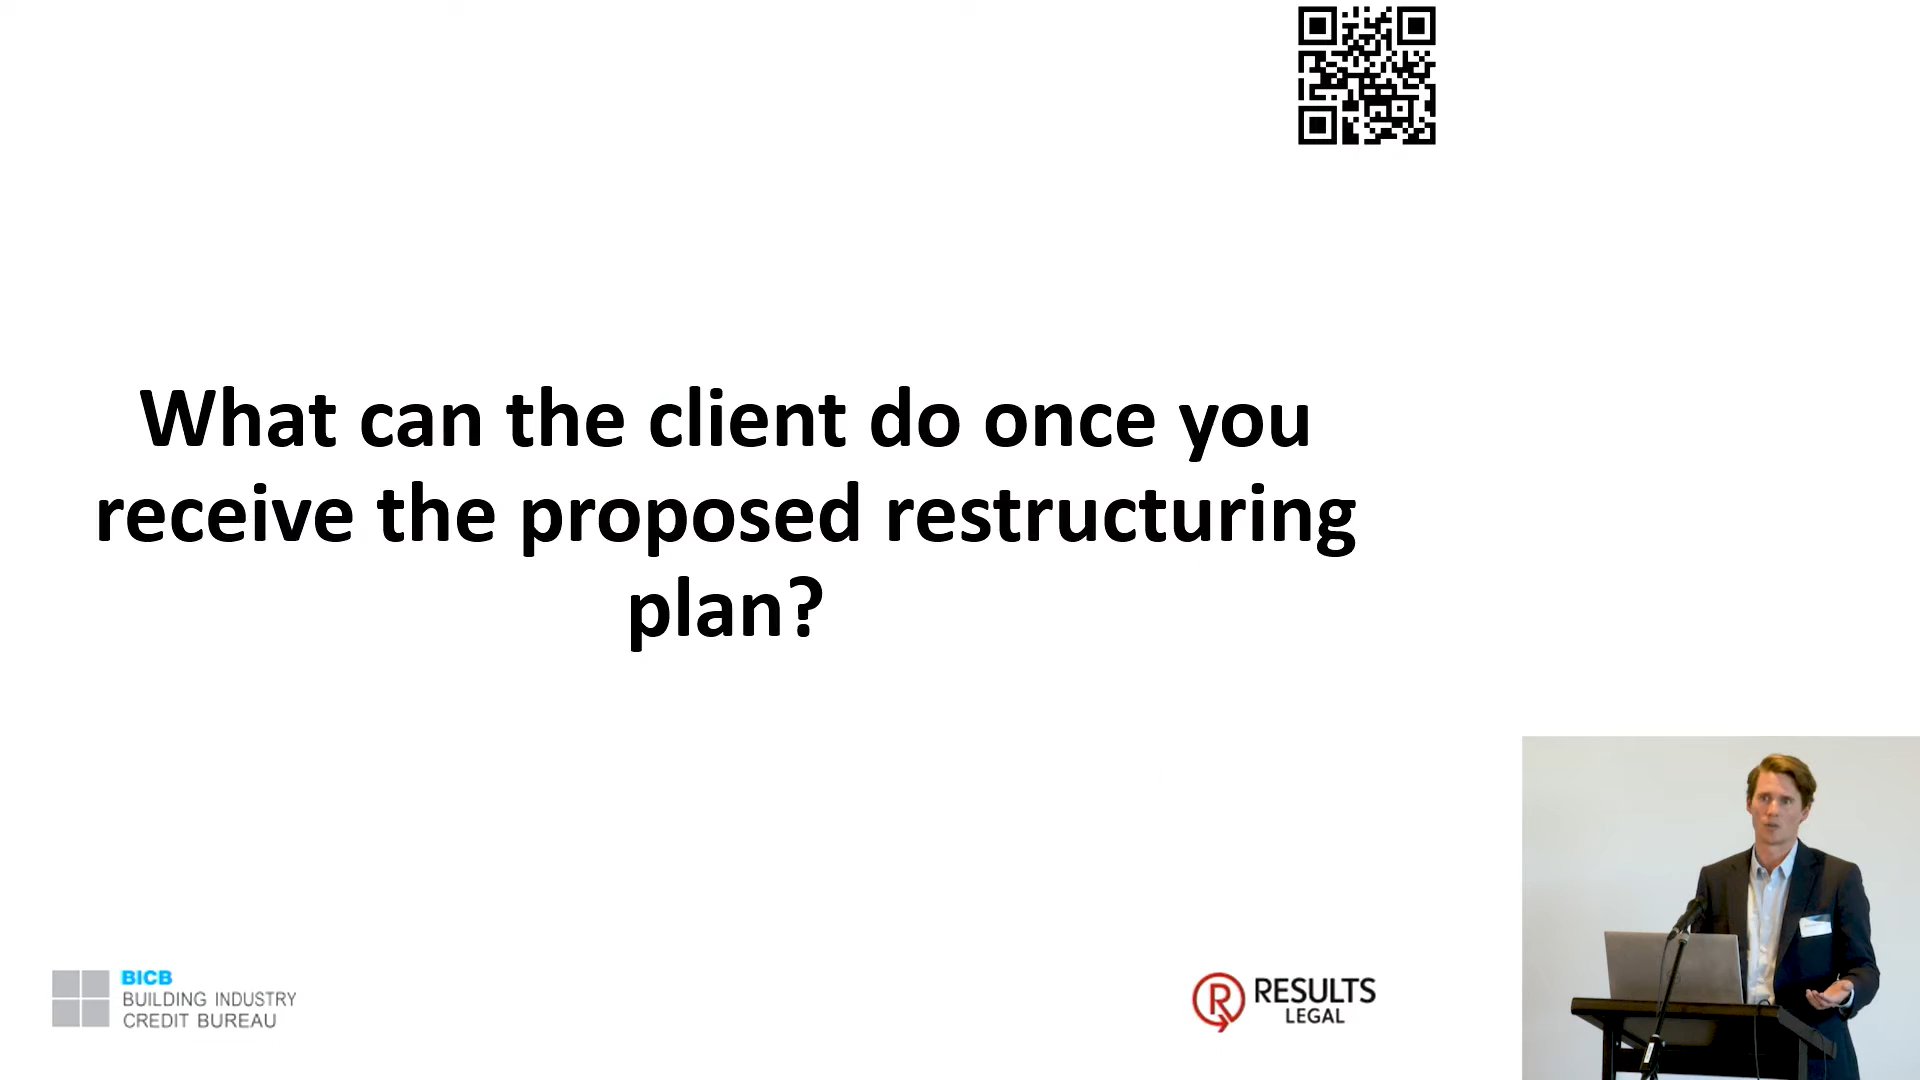 What can the client do once you
receive the proposed restructuring
plan?
BICB
BUILDING INDUSTRY
CREDIT BUREAU
R
RESULTS
LEGAL